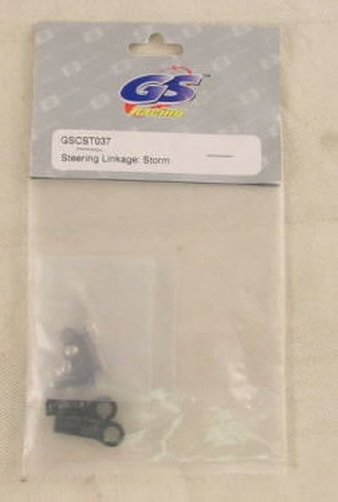 GS
Racing
GSCST037
Steering Linkage: Storm